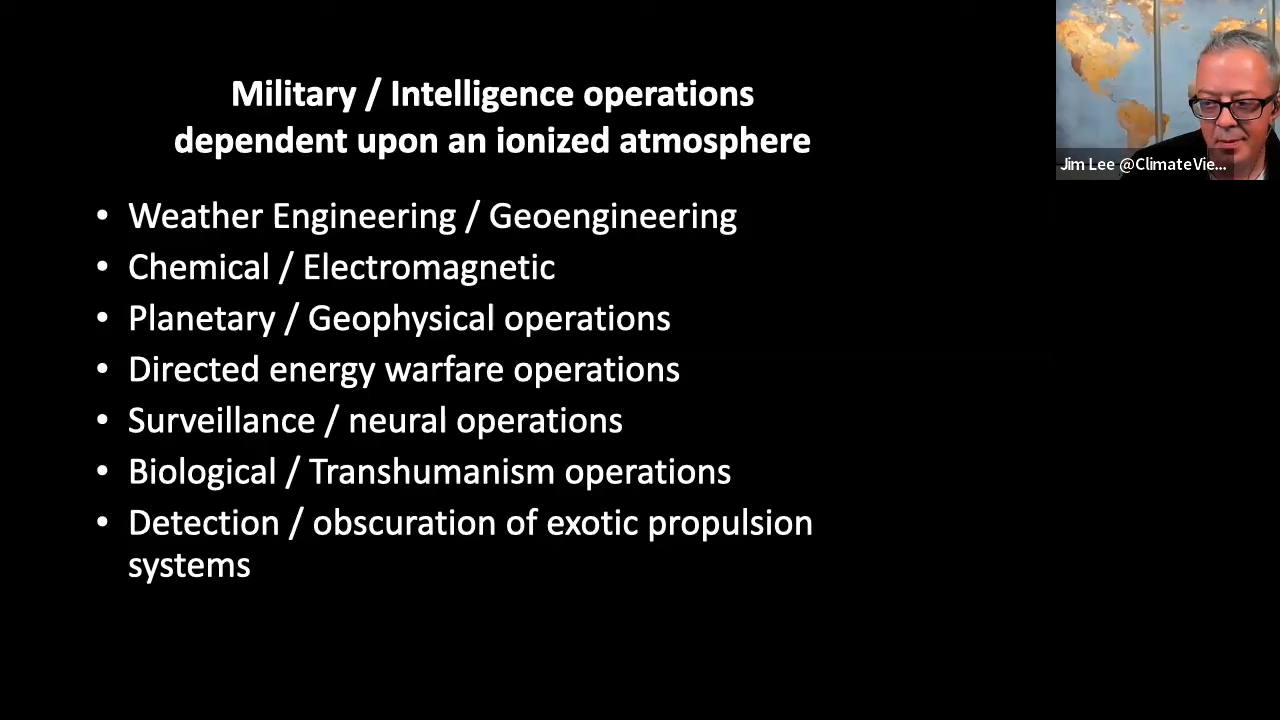 Military / Intelligence operations
dependent upon an ionized atmosphere
• Weather Engineering / Geoengineering
• Chemical / Electromagnetic
• Planetary / Geophysical operations
• Directed energy warfare operations
• Surveillance / neural operations
• Biological / Transhumanism operations
• Detection / obscuration of exotic propulsion
systems
Jim Lee @ClimateVie...